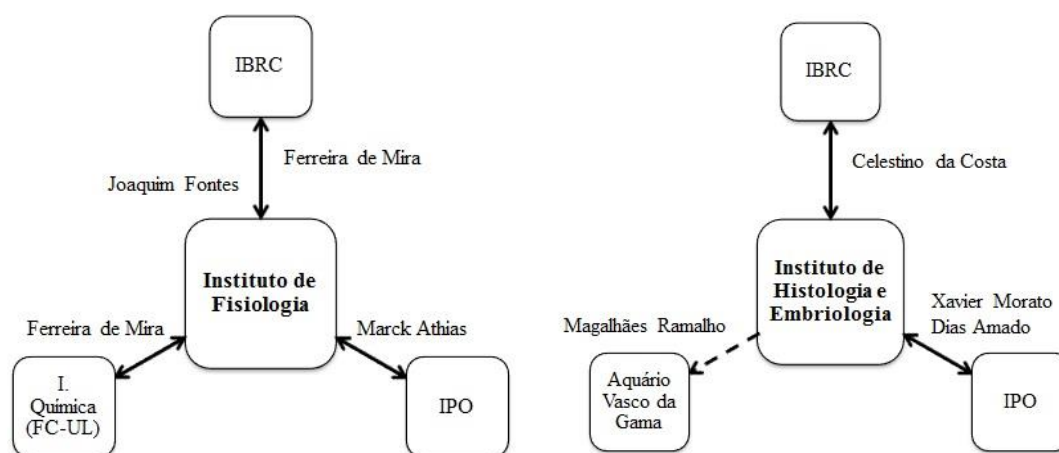 IBRC
Ferreira de Mira
Joaquim Fontes
Instituto de
Fisiologia
Ferreira de Mira
Marck Athias
I.
Química
(FC-UL)
IPO
IBRC
Celestino da Costa
Instituto de
Histologia e
Embriologia
Xavier Morato
Dias Amado
Magalhães Ramalho
Aquário
Vasco da
Gama
IPO